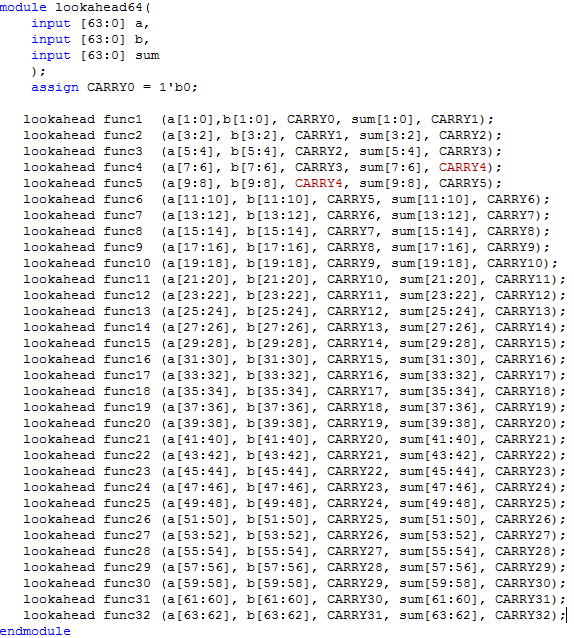 module lookahead64(
    input [63:0] a,
    input [63:0] b,
    input [63:0] sum
    );
    assign CARRY0 = 1'b0;

   lookahead func1  (a[1:0],b[1:0], CARRY0, sum[1:0], CARRY1);
   lookahead func2  (a[3:2], b[3:2], CARRY1, sum[3:2], CARRY2);
   lookahead func3  (a[5:4], b[5:4], CARRY2, sum[5:4], CARRY3);
   lookahead func4  (a[7:6], b[7:6], CARRY3, sum[7:6], CARRY4);
   lookahead func5  (a[9:8], b[9:8], CARRY4, sum[9:8], CARRY5);
   lookahead func6  (a[11:10], b[11:10], CARRY5, sum[11:10], CARRY6);
   lookahead func7  (a[13:12], b[13:12], CARRY6, sum[13:12], CARRY7);
   lookahead func8  (a[15:14], b[15:14], CARRY7, sum[15:14], CARRY8);
   lookahead func9  (a[17:16], b[17:16], CARRY8, sum[17:16], CARRY9);
   lookahead func10 (a[19:18], b[19:18], CARRY9, sum[19:18], CARRY10);
   lookahead func11 (a[21:20], b[21:20], CARRY10, sum[21:20], CARRY11);
   lookahead func12 (a[23:22], b[23:22], CARRY11, sum[23:22], CARRY12);
   lookahead func13 (a[25:24], b[25:24], CARRY12, sum[25:24], CARRY13);
   lookahead func14 (a[27:26], b[27:26], CARRY13, sum[27:26], CARRY14);
   lookahead func15 (a[29:28], b[29:28], CARRY14, sum[29:28], CARRY15);
   lookahead func16 (a[31:30], b[31:30], CARRY15, sum[31:30], CARRY16);
   lookahead func17 (a[33:32], b[33:32], CARRY16, sum[33:32], CARRY17);
   lookahead func18 (a[35:34], b[35:34], CARRY17, sum[35:34], CARRY18);
   lookahead func19 (a[37:36], b[37:36], CARRY18, sum[37:36], CARRY19);
   lookahead func20 (a[39:38], b[39:38], CARRY19, sum[39:38], CARRY20);
   lookahead func21 (a[41:40], b[41:40], CARRY20, sum[41:40], CARRY21);
   lookahead func22 (a[43:42], b[43:42], CARRY21, sum[43:42], CARRY22);
   lookahead func23 (a[45:44], b[45:44], CARRY22, sum[45:44], CARRY23);
   lookahead func24 (a[47:46], b[47:46], CARRY23, sum[47:46], CARRY24);
   lookahead func25 (a[49:48], b[49:48], CARRY24, sum[49:48], CARRY25);
   lookahead func26 (a[51:50], b[51:50], CARRY25, sum[51:50], CARRY26);
   lookahead func27 (a[53:52], b[53:52], CARRY26, sum[53:52], CARRY27);
   lookahead func28 (a[55:54], b[55:54], CARRY27, sum[55:54], CARRY28);
   lookahead func29 (a[57:56], b[57:56], CARRY28, sum[57:56], CARRY29);
   lookahead func30 (a[59:58], b[59:58], CARRY29, sum[59:58], CARRY30);
   lookahead func31 (a[61:60], b[61:60], CARRY30, sum[61:60], CARRY31);
   lookahead func32 (a[63:62], b[63:62], CARRY31, sum[63:62], CARRY32);
endmodule